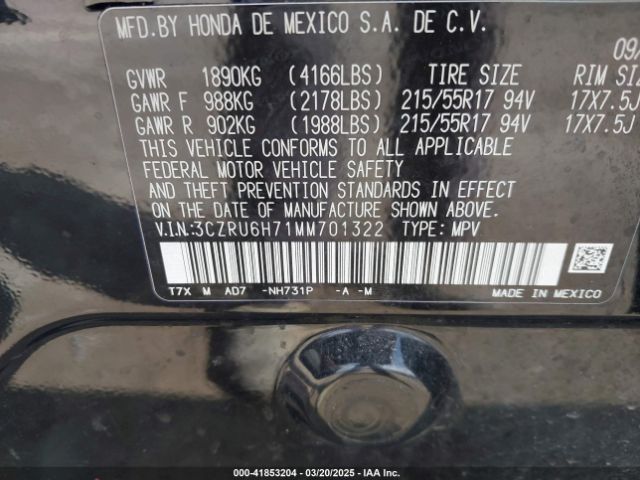 MFD.BY HONDA DE MEXICO S.A. DE C.V.
09/
GVWR 1890KG (4166LBS) TIRE SIZE RIM SIZE
GAWR F 988KG (2178LBS) 215/55R17 94V 17X7.5J
GAWR R 902KG (1988LBS) 215/55R17 94V 17X7.5J
THIS VEHICLE CONFORMS TO ALL APPLICABLE
FEDERAL MOTOR VEHICLE SAFETY
AND THEFT PREVENTION STANDARDS IN EFFECT
ON THE DATE OF MANUFACTURE SHOWN ABOVE.
V.I.N.:3CZRU6H71MM701322 TYPE: MPV
T7X M AD7 -NH731P -A -M MADE IN MEXICO
000-41853204 — 03/20/2025 — IAA Inc.